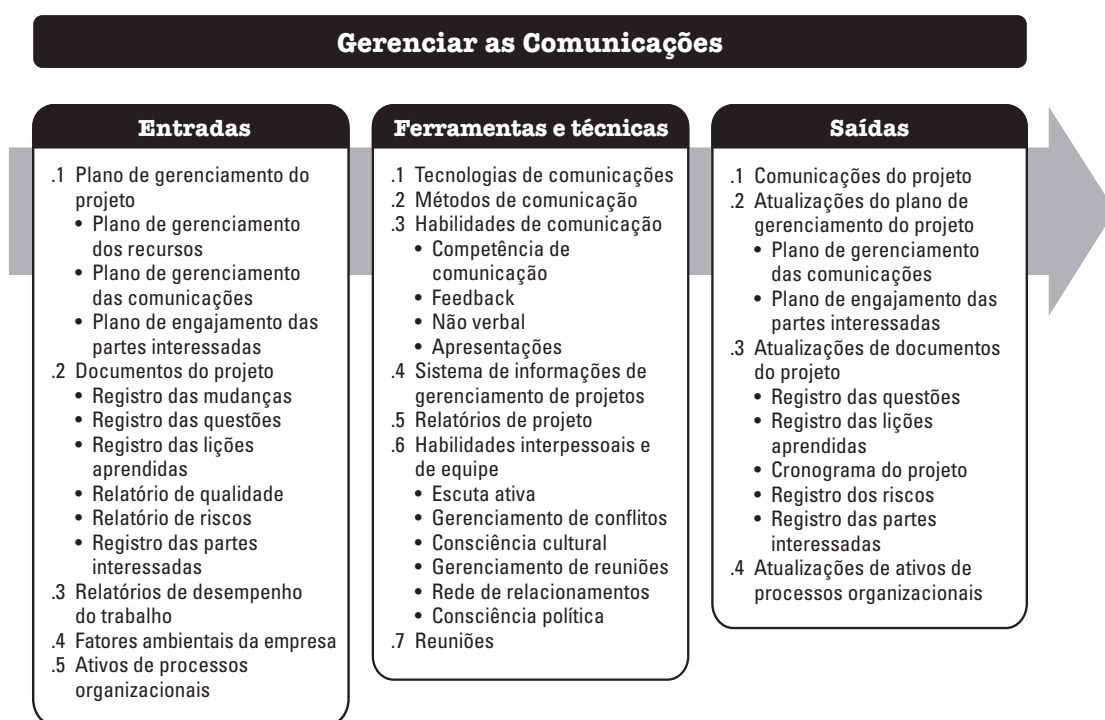 Gerenciar as Comunicações
Entradas
.1 Plano de gerenciamento do
projeto
• Plano de gerenciamento
dos recursos
• Plano de gerenciamento
das comunicações
• Plano de engajamento das
partes interessadas
.2 Documentos do projeto
• Registro das mudanças
• Registro das questões
• Registro das lições
aprendidas
• Relatório de qualidade
• Relatório de riscos
• Registro das partes
interessadas
.3 Relatórios de desempenho
do trabalho
.4 Fatores ambientais da empresa
.5 Ativos de processos
organizacionais
Ferramentas e técnicas
.1 Tecnologias de comunicações
.2 Métodos de comunicação
.3 Habilidades de comunicação
• Competência de
comunicação
• Feedback
• Não verbal
• Apresentações
.4 Sistema de informações de
gerenciamento de projetos
.5 Relatórios de projeto
.6 Habilidades interpessoais e
de equipe
• Escuta ativa
• Gerenciamento de conflitos
• Consciência cultural
• Gerenciamento de reuniões
• Rede de relacionamentos
• Consciência política
.7 Reuniões
Saídas
.1 Comunicações do projeto
.2 Atualizações do plano de
gerenciamento do projeto
• Plano de gerenciamento
das comunicações
• Plano de engajamento das
partes interessadas
.3 Atualizações de documentos
do projeto
• Registro das questões
• Registro das lições
aprendidas
• Cronograma do projeto
• Registro dos riscos
• Registro das partes
interessadas
.4 Atualizações de ativos de
processos organizacionais